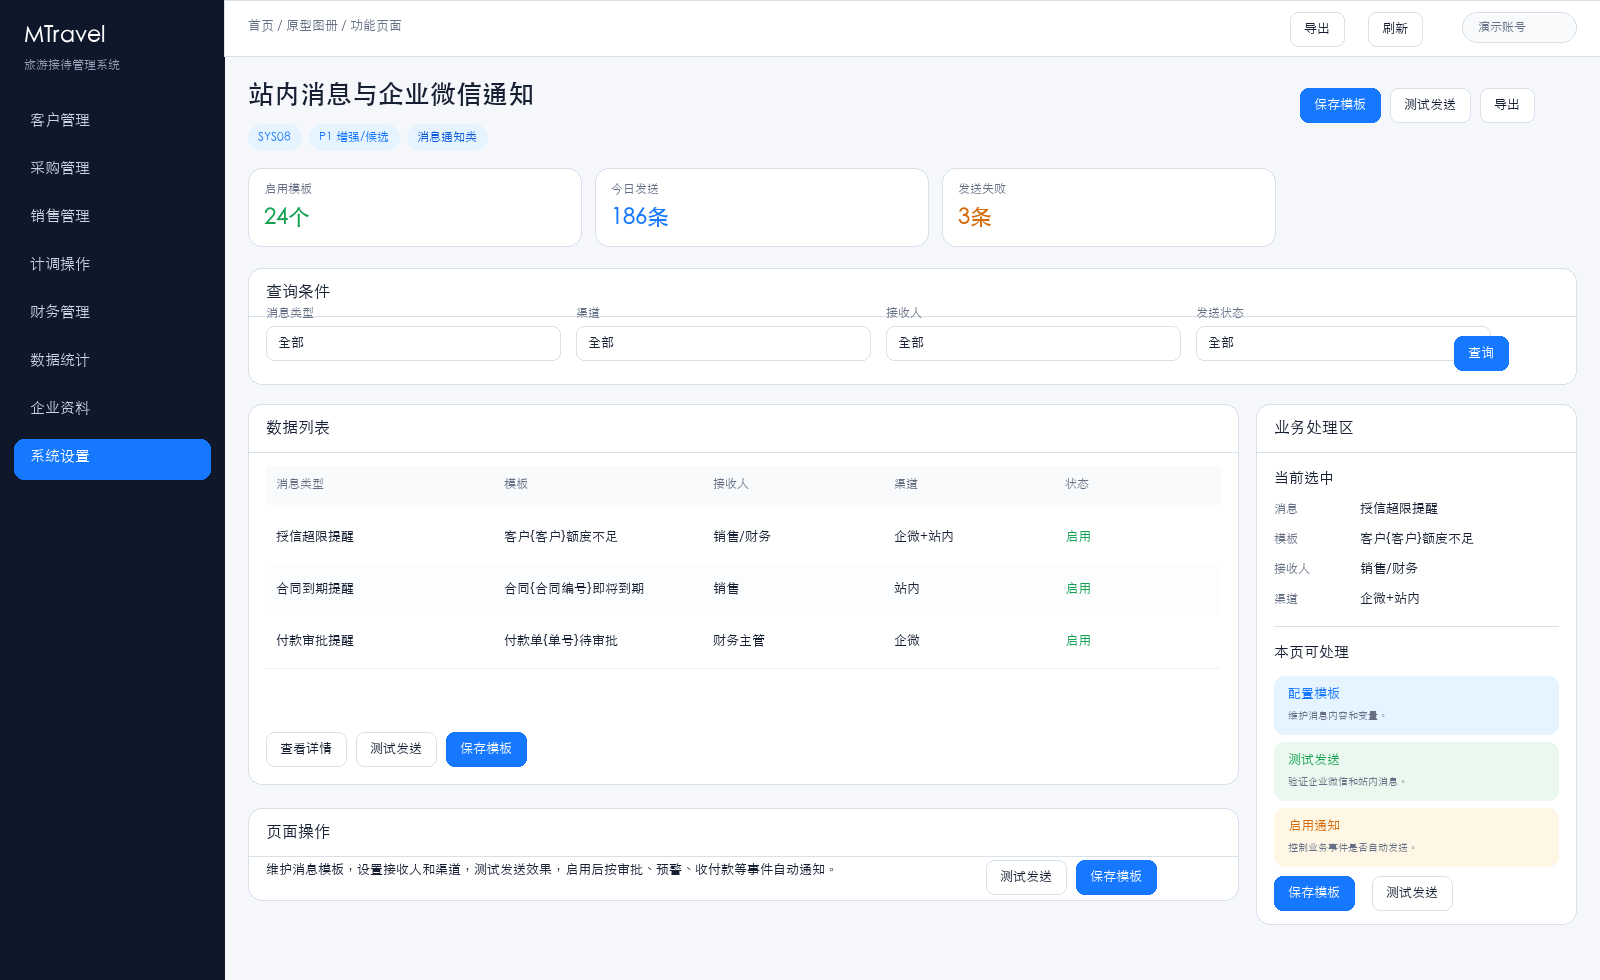 MTravel
旅游接待管理系统
客户管理
采购管理
销售管理
计调操作
财务管理
数据统计
企业资料
系统设置
首页 / 原型图册 / 功能页面
导出
刷新
演示账号
站内消息与企业微信通知
保存模板
测试发送
导出
SYS08
P1 增强/候选
消息通知类
启用模板
24个
今日发送
186条
发送失败
3条
查询条件
消息类型
渠道
接收人
发送状态
全部
全部
全部
全部
查询
数据列表
消息类型 模板 接收人 渠道 状态
授信超限提醒 客户{客户}额度不足 销售/财务 企微+站内 启用
合同到期提醒 合同{合同编号}即将到期 销售 站内 启用
付款审批提醒 付款单{单号}待审批 财务主管 企微 启用
查看详情
测试发送
保存模板
页面操作
维护消息模板，设置接收人和渠道，测试发送效果，启用后按审批、预警、收付款等事件自动通知。
测试发送
保存模板
业务处理区
当前选中
消息 授信超限提醒
模板 客户{客户}额度不足
接收人 销售/财务
渠道 企微+站内
本页可处理
配置模板
维护消息内容和变量。
测试发送
验证企业微信和站内消息。
启用通知
控制业务事件是否自动发送。
保存模板
测试发送